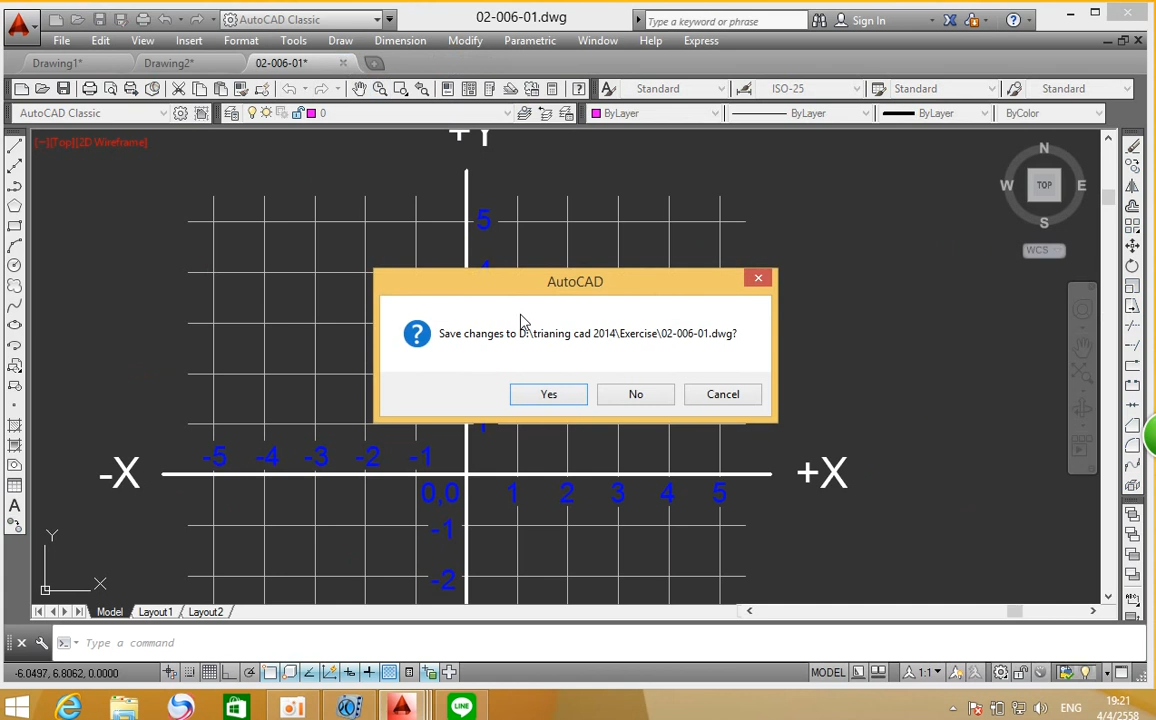 AutoCAD Classic
02-006-01.dwg
Type a keyword or phrase
Sign In
File Edit View Insert Format Tools Draw Dimension Modify Parametric Window Help Express
Drawing1* Drawing2* 02-006-01*
Standard ISO-25 Standard Standard
AutoCAD Classic 0 ByLayer ByLayer ByLayer ByColor
[−][Top][2D Wireframe]
+Y
N
W TOP E
S
WCS
5
4
AutoCAD
Save changes to D:\trianing cad 2014\Exercise\02-006-01.dwg?
Yes No Cancel
1
-X -5 -4 -3 -2 -1 +X
0,0 1 2 3 4 5
-1
-2
Y
X
Model Layout1 Layout2
Type a command
-6.0497, 6.8062, 0.0000 MODEL 1:1
LINE
ENG
19:21
4/4/2558